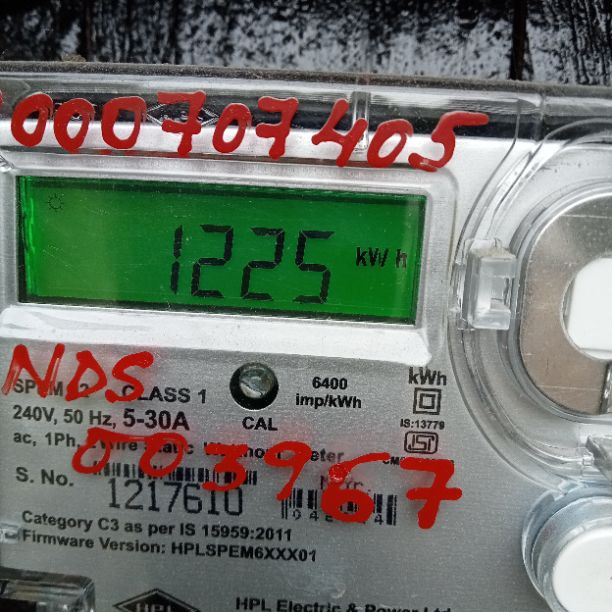 000707405
1225 kWh
NDS
CLASS 1
6400
imp/kWh
kWh
240V, 50 Hz, 5-30A
CAL
IS:13779
ac, 1Ph,
003967
S. No.
1217610
Category C3 as per IS 15959:2011
Firmware Version: HPLSPEM6XXX01
HPL
HPL Electric & Power Ltd